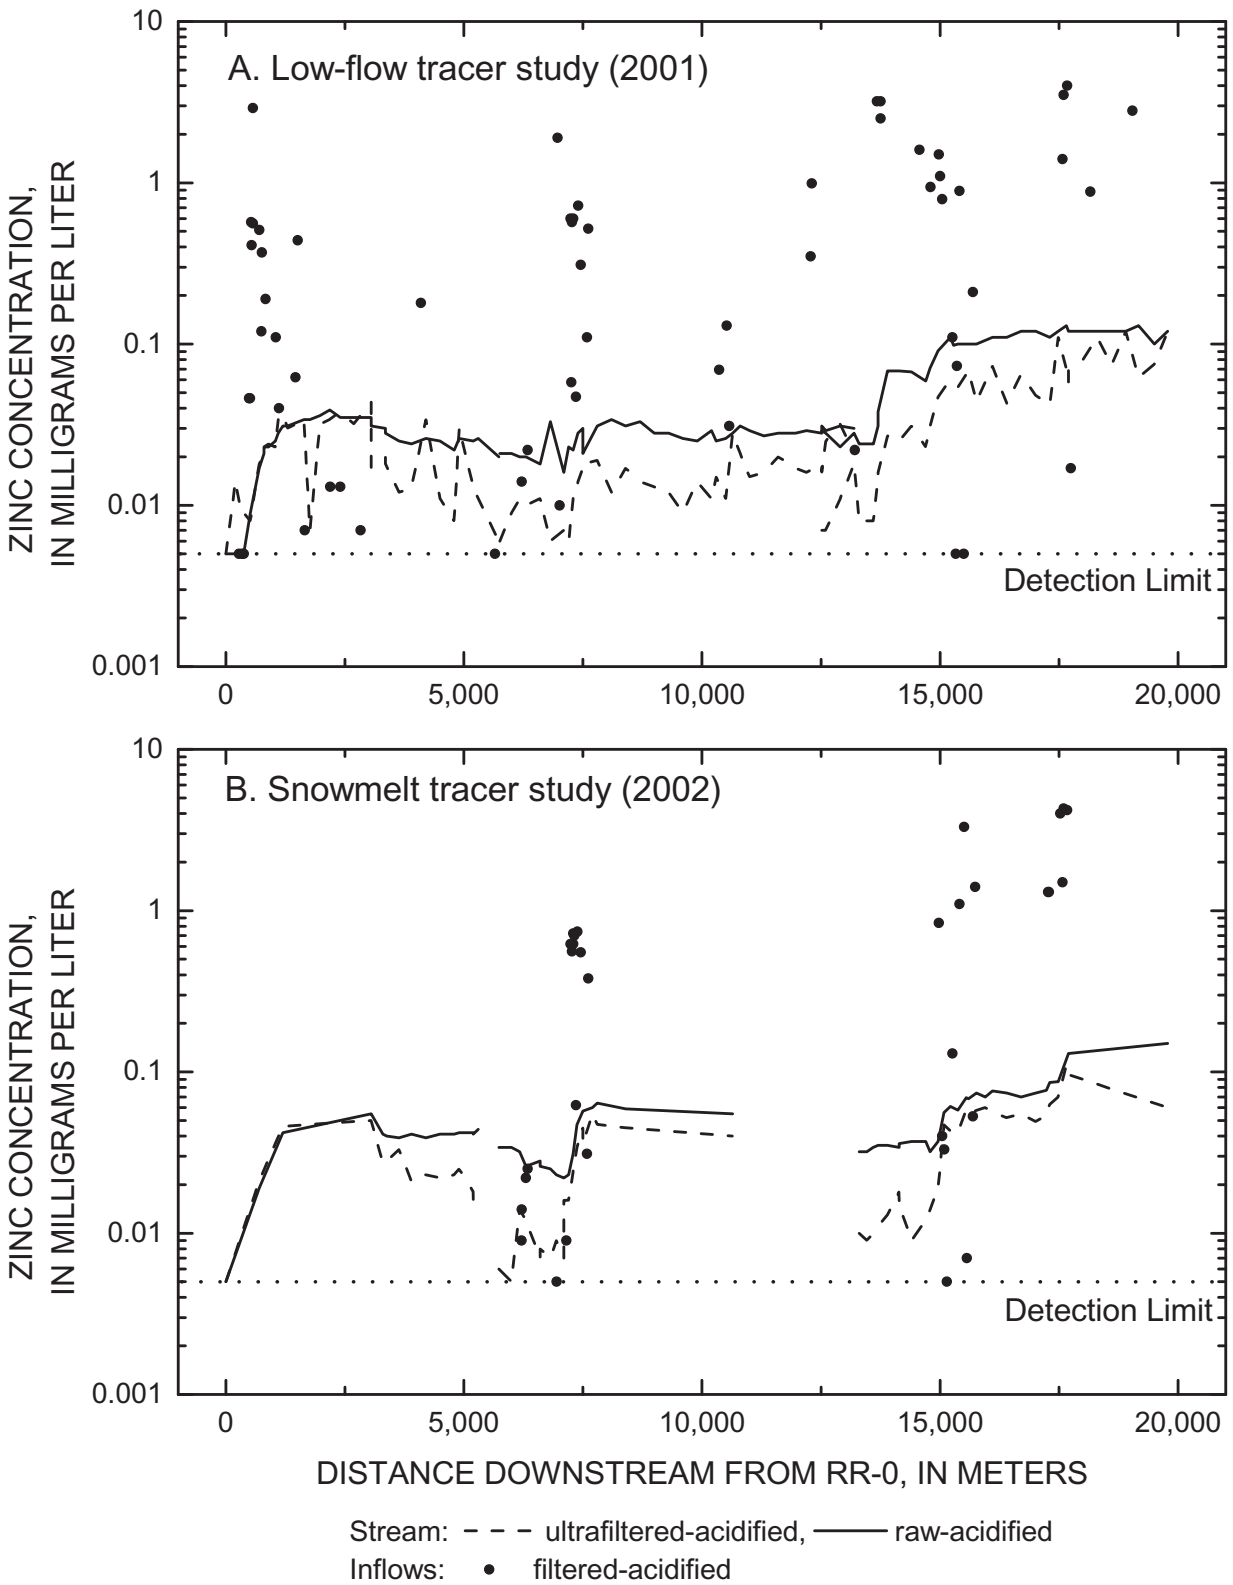 10
A. Low-flow tracer study (2001)
1
0.1
0.01
0.001
ZINC CONCENTRATION,
IN MILLIGRAMS PER LITER
Detection Limit
0 5,000 10,000 15,000 20,000
10
B. Snowmelt tracer study (2002)
1
0.1
0.01
0.001
ZINC CONCENTRATION,
IN MILLIGRAMS PER LITER
Detection Limit
0 5,000 10,000 15,000 20,000
DISTANCE DOWNSTREAM FROM RR-0, IN METERS
Stream: ultrafiltered-acidified, raw-acidified
Inflows: filtered-acidified